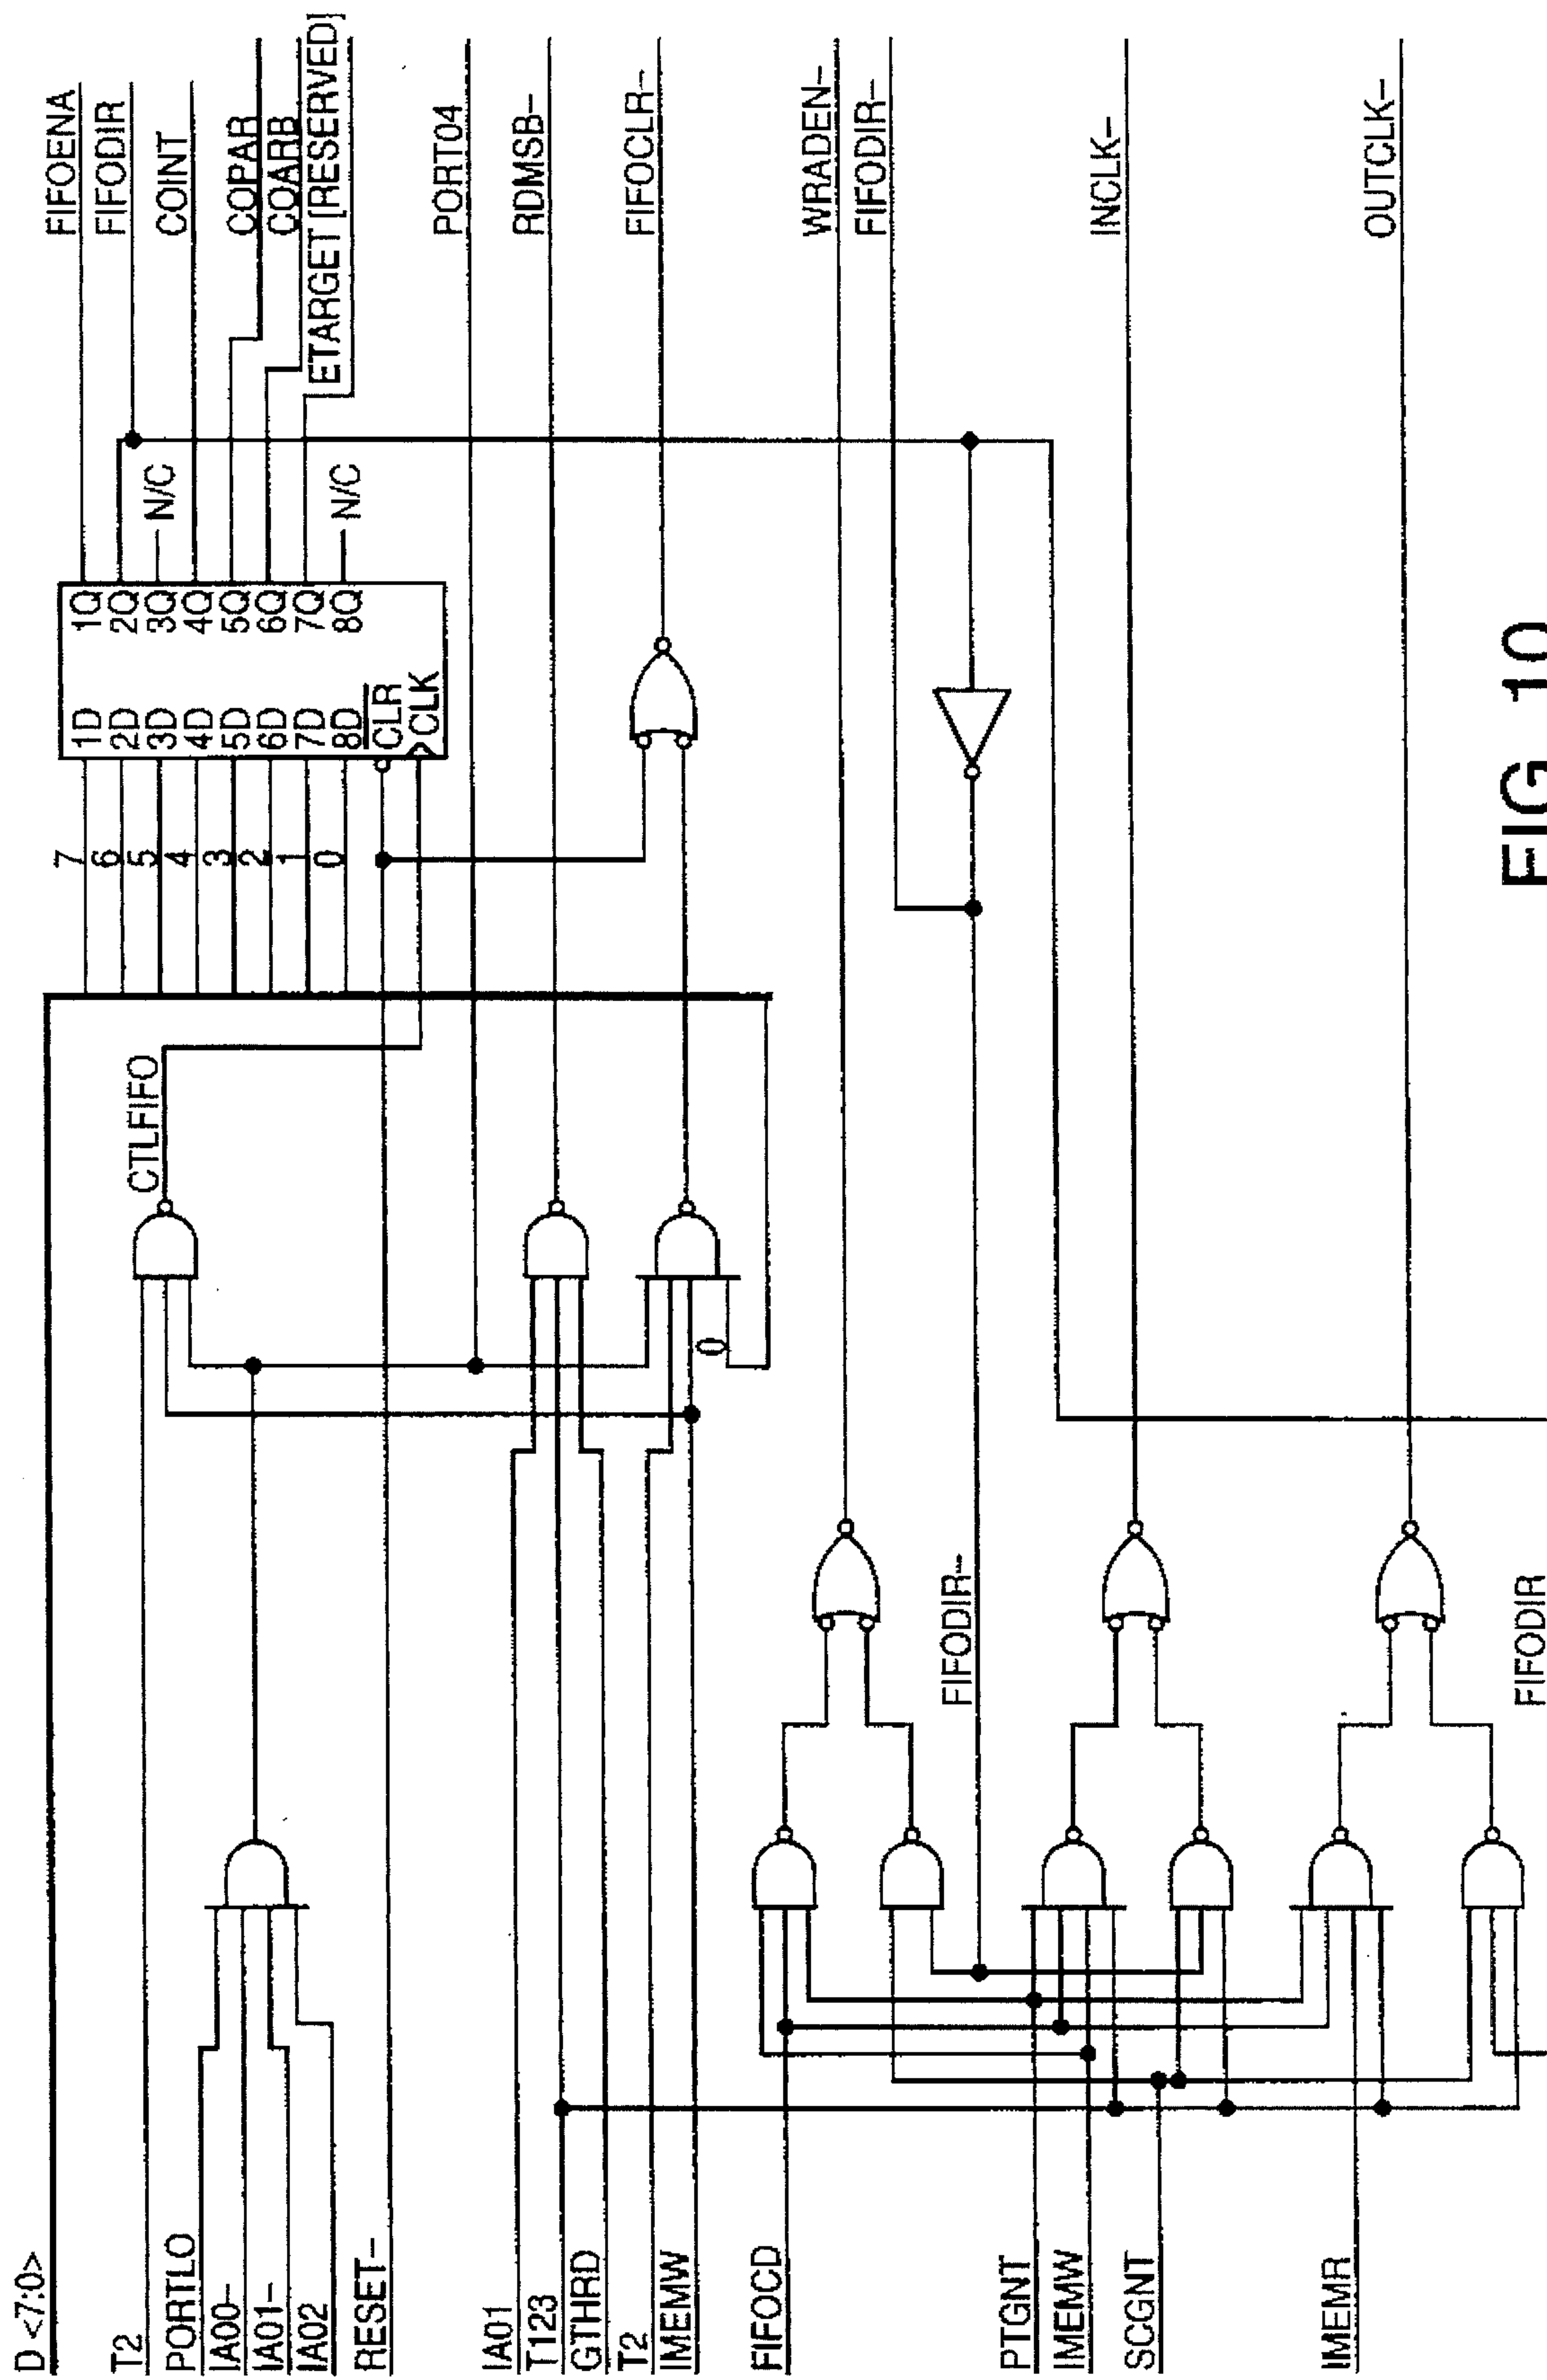 D <7:0>
T2
PORTLO
IA00-
IA01-
IA02
RESET-
IA01
T123
GTHRD
T2
IMEMW
FIFOCD
PTGNT
IMEMW
SCGNT
IMEMR
CTLFIFO
0
FIFODIR-
FIFODIR
7
6
5
4
3
2
1
0
1D 1Q
2D 2Q
3D 3Q
4D 4Q
5D 5Q
6D 6Q
7D 7Q
8D 8Q
CLR
CLK
N/C
N/C
FIFOENA
FIFODIR
COINT
COPAR
COARB
ETARGET [RESERVED]
PORT04
RDMSB-
FIFOCLR-
WRADEN-
FIFODIR-
INCLK-
OUTCLK-
FIG 10